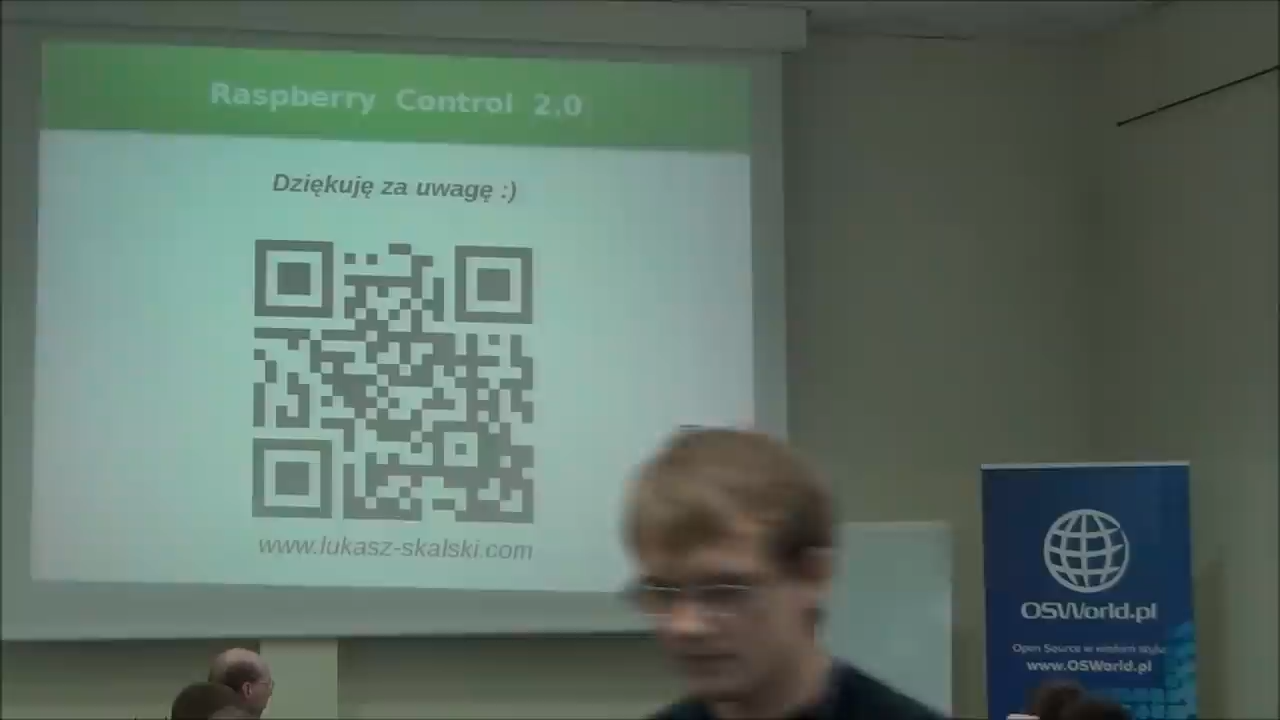 Raspberry Control 2.0
Dziękuję za uwagę :)
www.lukasz-skalski.com
OSWorld.pl
Open Source w wielkim stylu
www.OSWorld.pl